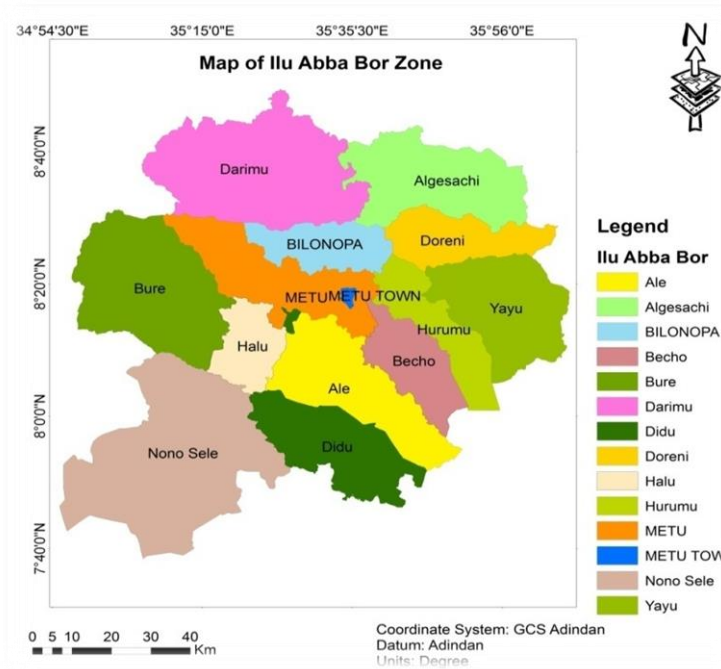 34°54'30"E 35°15'0"E 35°35'30"E 35°56'0"E
N
Map of Ilu Abba Bor Zone
8°40'0"N
8°20'0"N
8°0'0"N
7°40'0"N
Darimu
Algesachi
BILONOPA
Doreni
Bure
METU
METU TOWN
Yayu
Hurumu
Halu
Becho
Ale
Didu
Nono Sele
Legend
Ilu Abba Bor
Ale
Algesachi
BILONOPA
Becho
Bure
Darimu
Didu
Doreni
Halu
Hurumu
METU
METU TOW
Nono Sele
Yayu
0 5 10 20 30 40
Km
Coordinate System: GCS Adindan
Datum: Adindan
Units: Degree